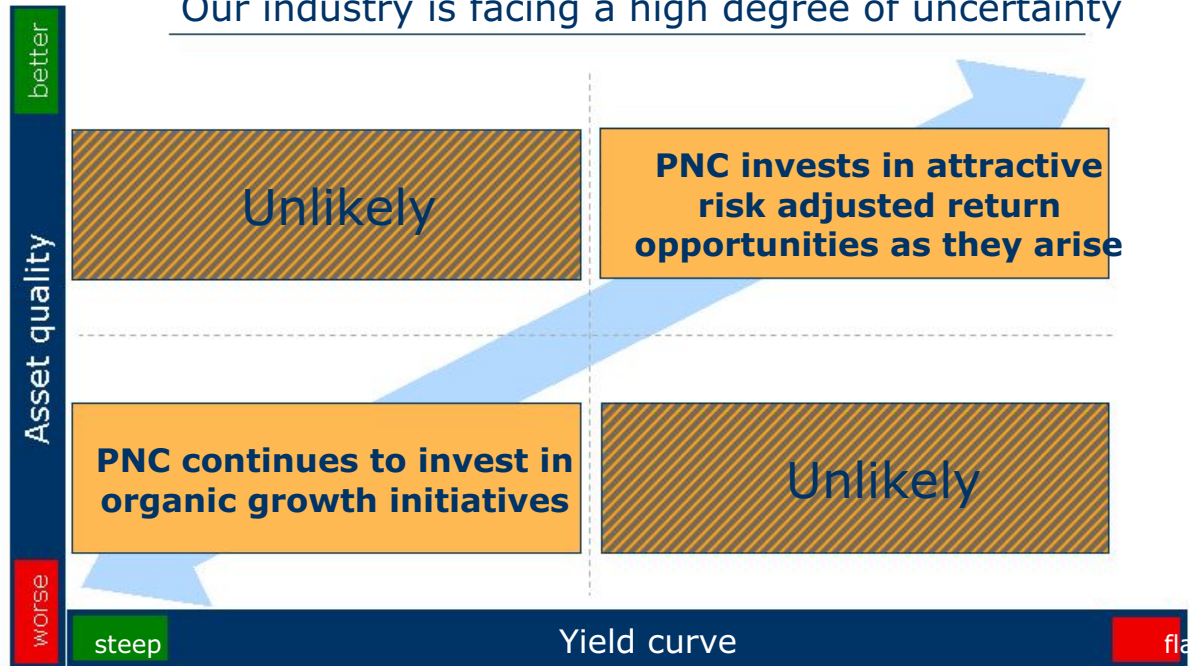 Our industry is facing a high degree of uncertainty
better
Unlikely
PNC invests in attractive
risk adjusted return
opportunities as they arise
Asset quality
PNC continues to invest in
organic growth initiatives
Unlikely
worse
steep
Yield curve
fla